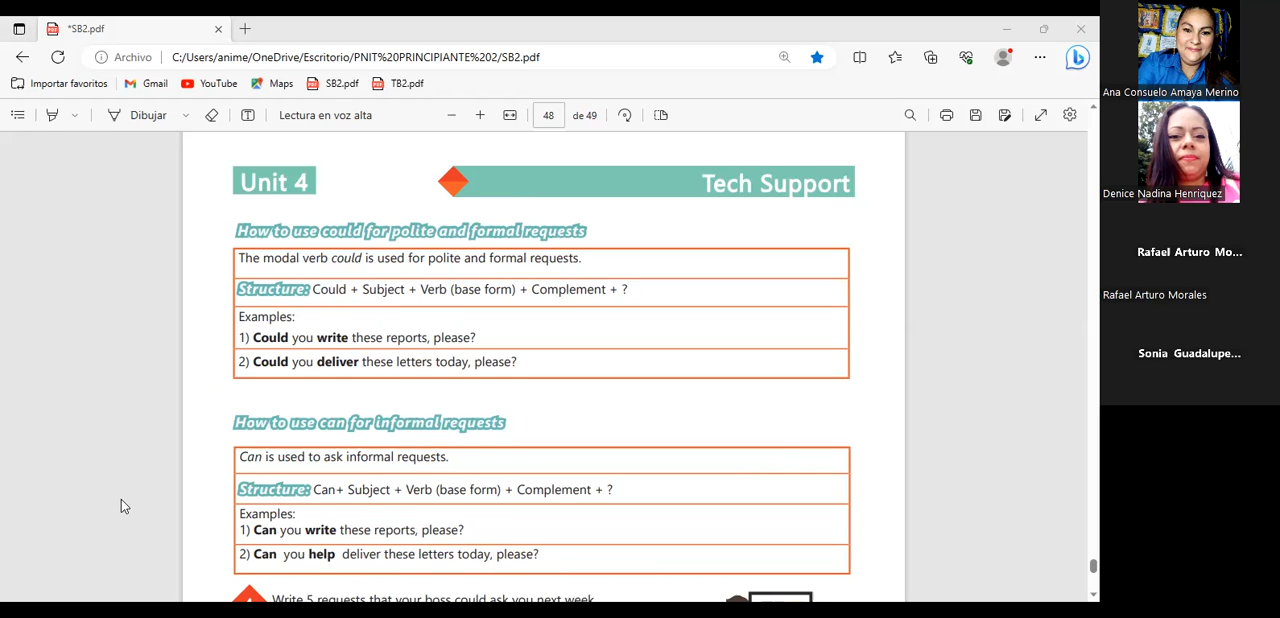 *SB2.pdf
Archivo C:/Users/anime/OneDrive/Escritorio/PNIT%20PRINCIPIANTE%202/SB2.pdf
Importar favoritos Gmail YouTube Maps SB2.pdf TB2.pdf
Dibujar Lectura en voz alta 48 de 49
Unit 4 Tech Support
How to use could for polite and formal requests
The modal verb could is used for polite and formal requests.
Structure: Could + Subject + Verb (base form) + Complement + ?
Examples:
1) Could you write these reports, please?
2) Could you deliver these letters today, please?
How to use can for informal requests
Can is used to ask informal requests.
Structure: Can+ Subject + Verb (base form) + Complement + ?
Examples:
1) Can you write these reports, please?
2) Can you help deliver these letters today, please?
Write 5 requests that your boss could ask you next week
Ana Consuelo Amaya Merino
Denice Nadina Henriquez
Rafael Arturo Mo...
Rafael Arturo Morales
Sonia Guadalupe...